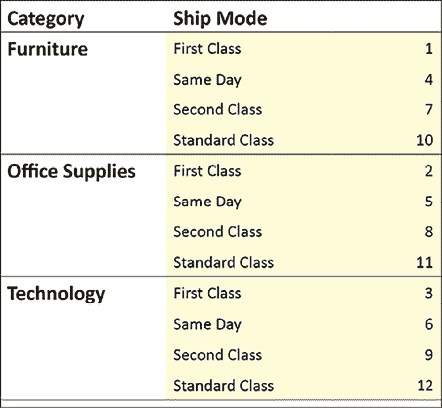 Category Ship Mode
Furniture First Class 1
Same Day 4
Second Class 7
Standard Class 10
Office Supplies First Class 2
Same Day 5
Second Class 8
Standard Class 11
Technology First Class 3
Same Day 6
Second Class 9
Standard Class 12